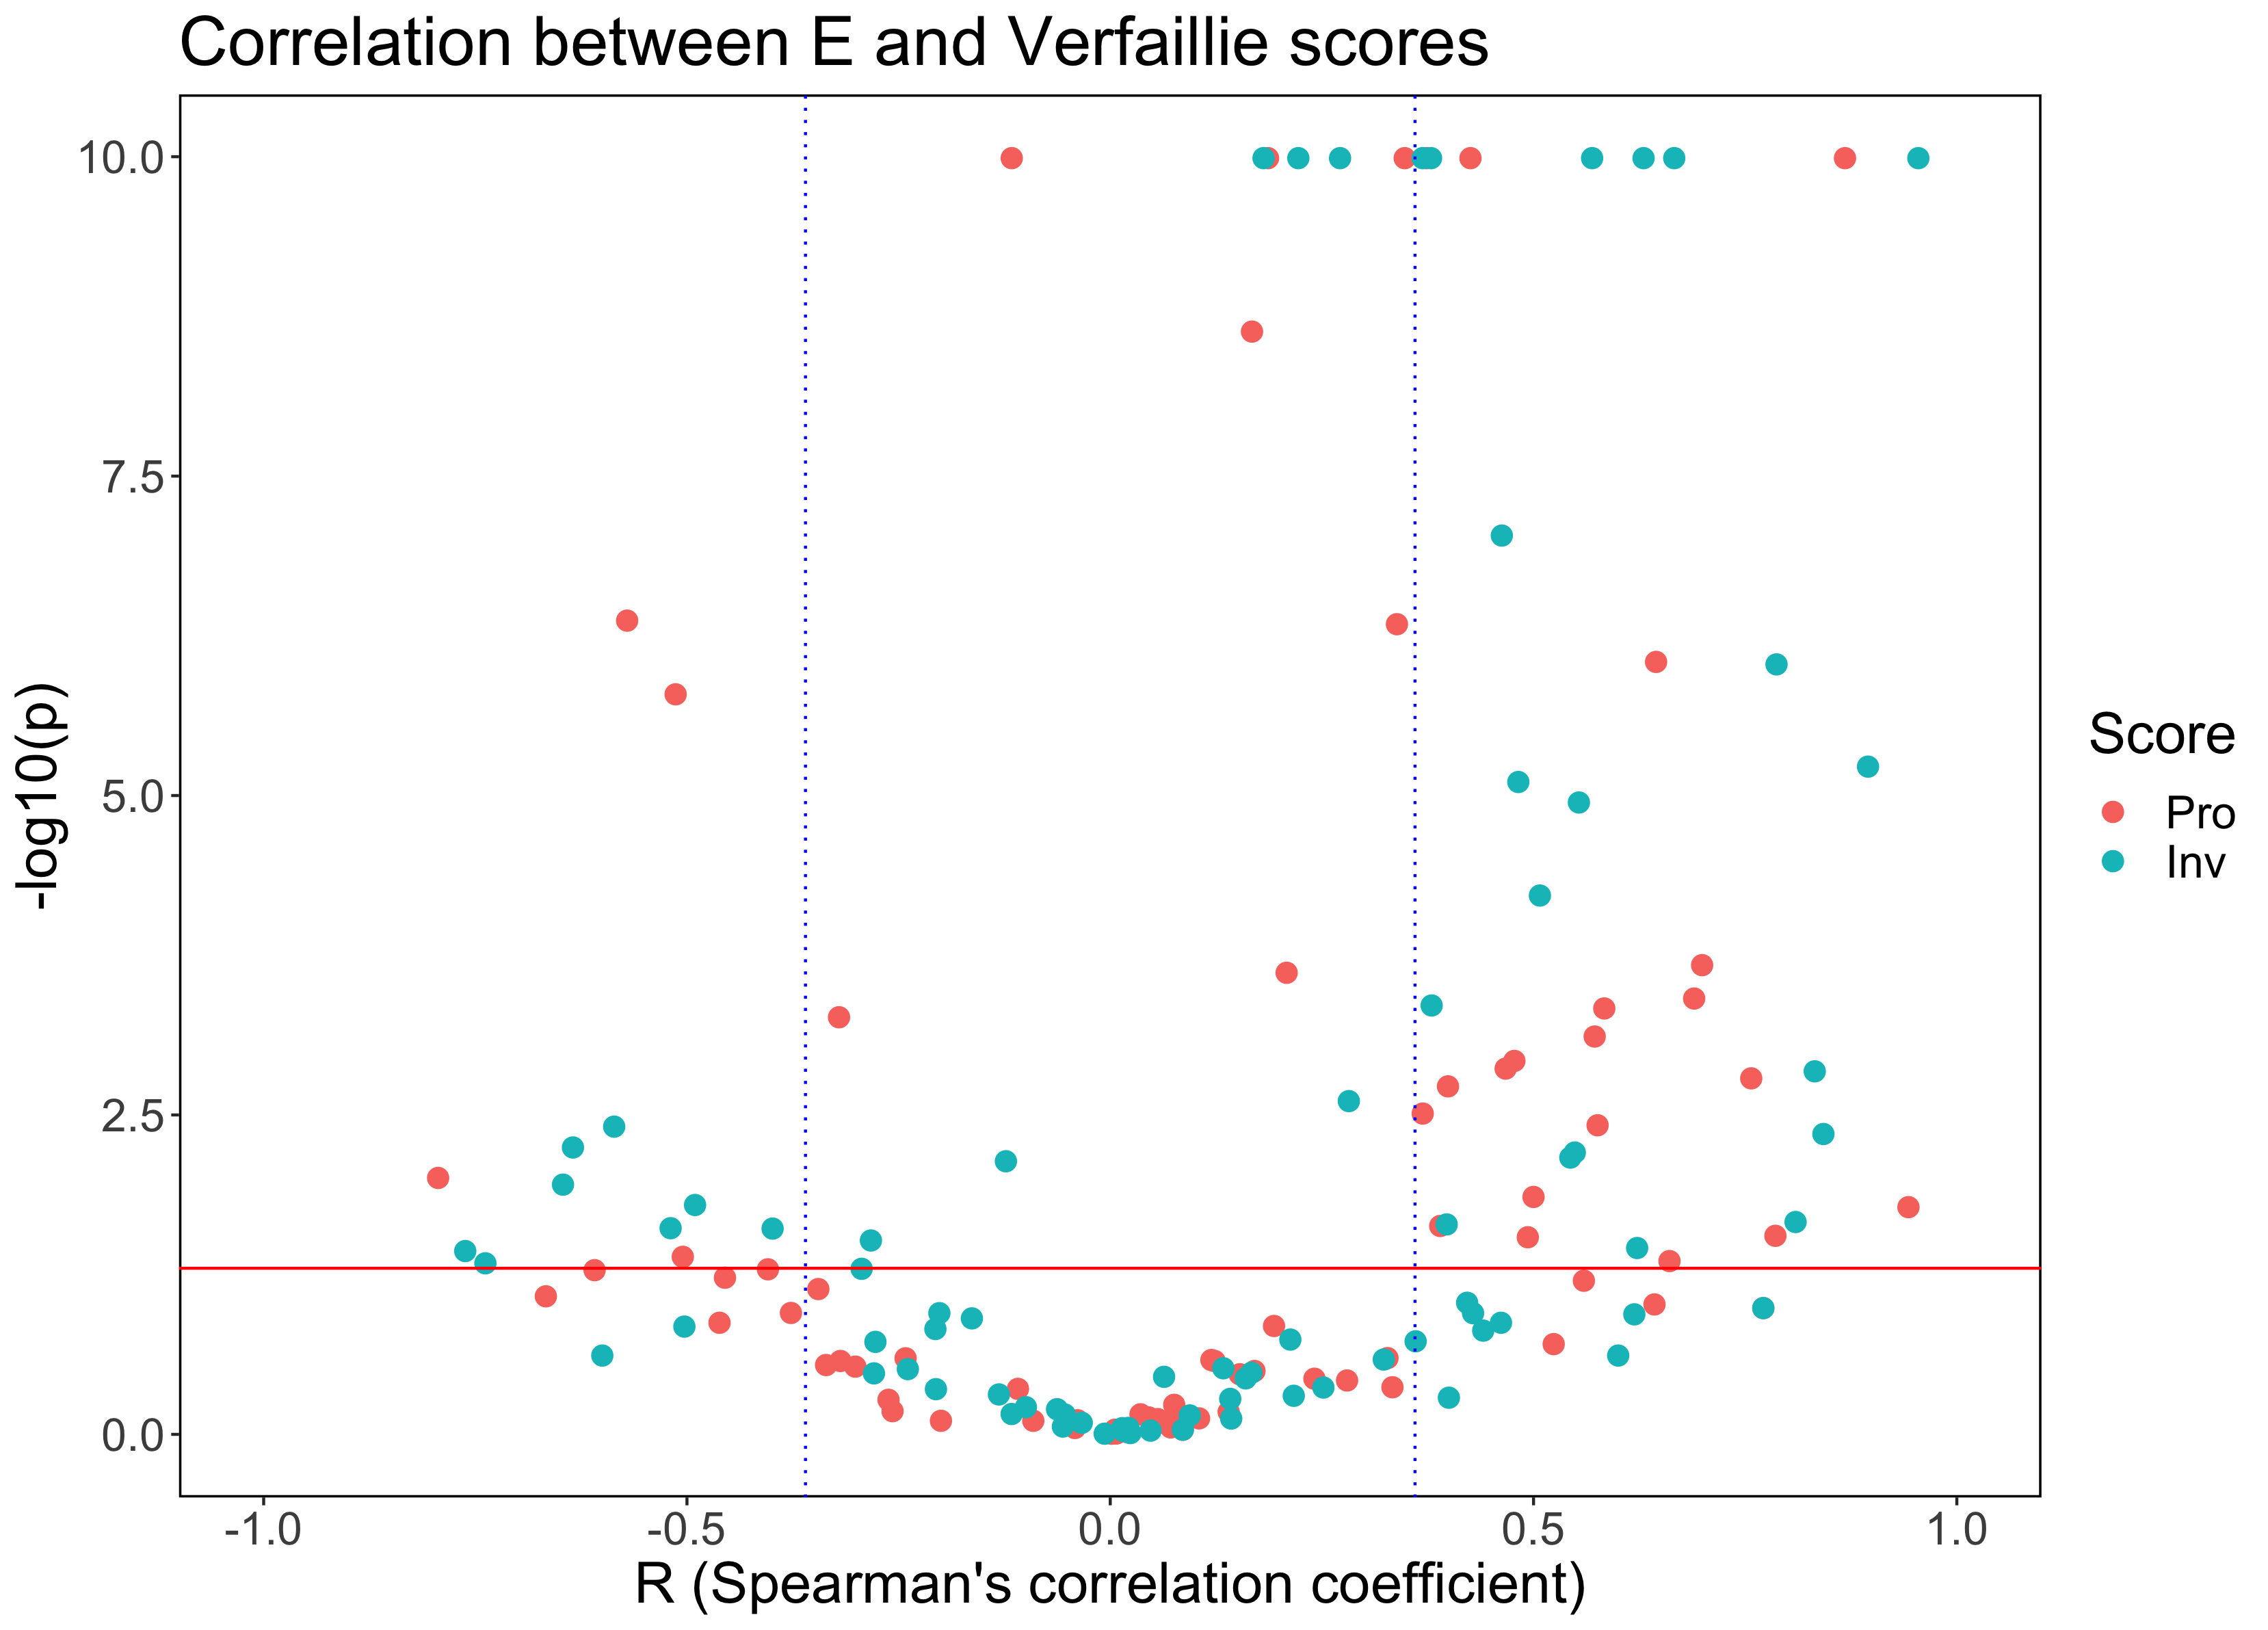 Correlation between E and Verfaillie scores
10.0
7.5
5.0
2.5
0.0
-log10(p)
-1.0 -0.5 0.0 0.5 1.0
R (Spearman's correlation coefficient)
Score
Pro
Inv